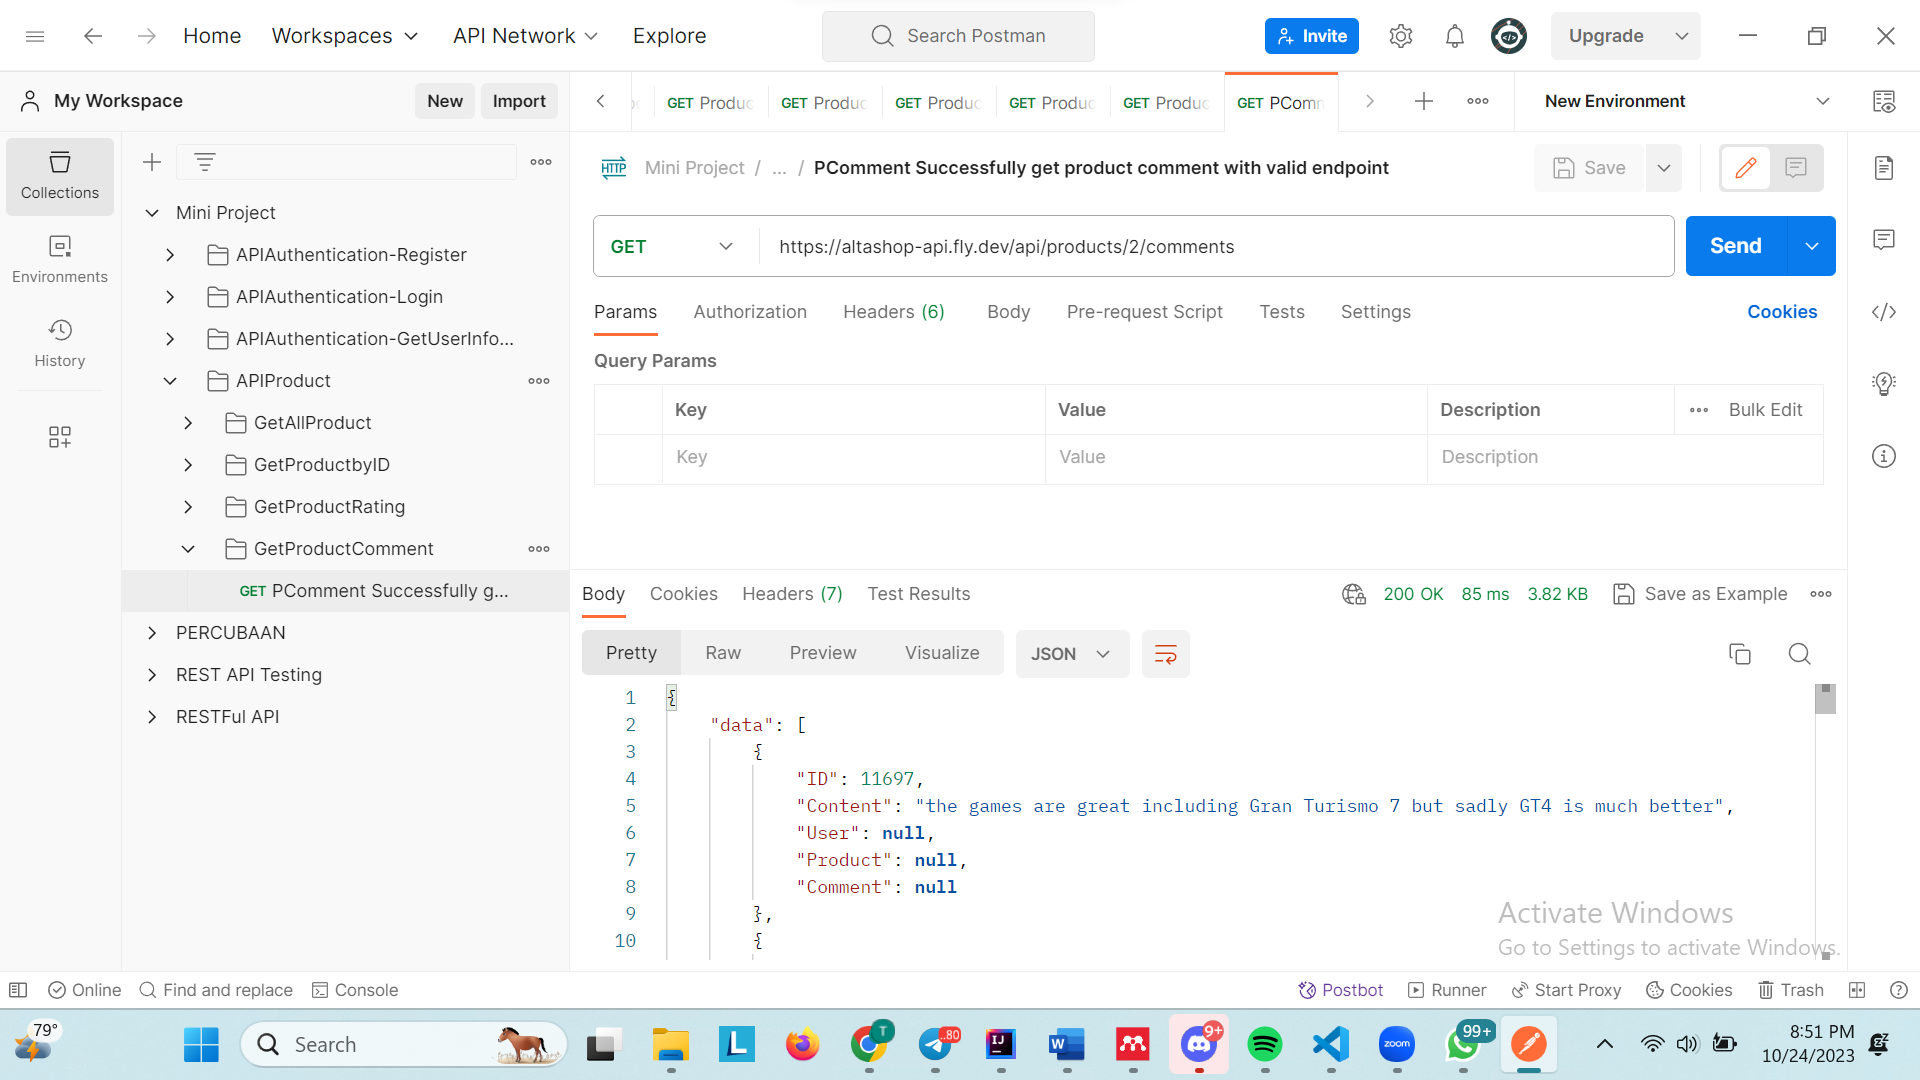 Home Workspaces API Network Explore Search Postman Invite Upgrade
My Workspace New Import GET Produc GET Produc GET Produc GET Produc GET Produc GET PComm New Environment
Collections
Environments
History
Mini Project
APIAuthentication-Register
APIAuthentication-Login
APIAuthentication-GetUserInfo...
APIProduct
GetAllProduct
GetProductbyID
GetProductRating
GetProductComment
GET PComment Successfully g...
PERCUBAAN
REST API Testing
RESTFul API
HTTP Mini Project / ... / PComment Successfully get product comment with valid endpoint Save
GET https://altashop-api.fly.dev/api/products/2/comments Send
Params Authorization Headers (6) Body Pre-request Script Tests Settings Cookies
Query Params
Key Value Description Bulk Edit
Key Value Description
Body Cookies Headers (7) Test Results 200 OK 85 ms 3.82 KB Save as Example
Pretty Raw Preview Visualize JSON
1 {
2 "data": [
3 {
4 "ID": 11697,
5 "Content": "the games are great including Gran Turismo 7 but sadly GT4 is much better",
6 "User": null,
7 "Product": null,
8 "Comment": null
9 },
10 {
Activate Windows
Go to Settings to activate Windows.
Online Find and replace Console Postbot Runner Start Proxy Cookies Trash
79° Search L T ..80 IJ W 9+ zoom 99+ 8:51 PM
10/24/2023